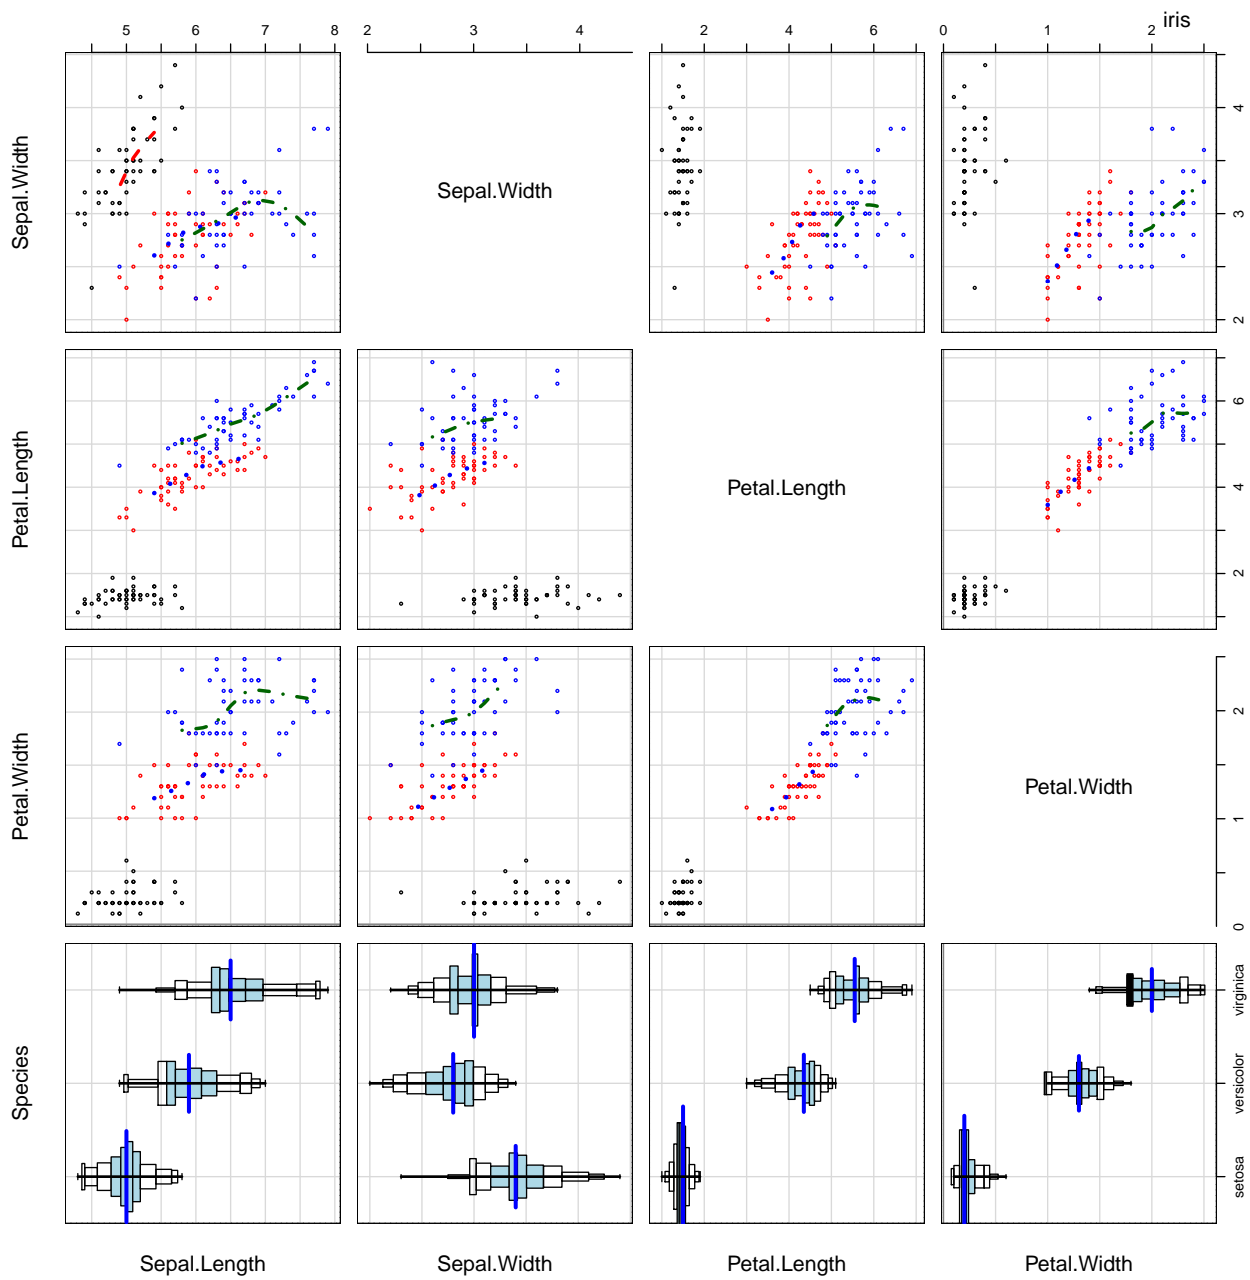 iris
5 6 7 8 2 3 4 2 4 6 0 1 2
Sepal.Width
Sepal.Width
2 3 4
Petal.Length
Petal.Length
2 4 6
Petal.Width
Petal.Width
0 1 2
Species
virginica
versicolor
setosa
Sepal.Length Sepal.Width Petal.Length Petal.Width